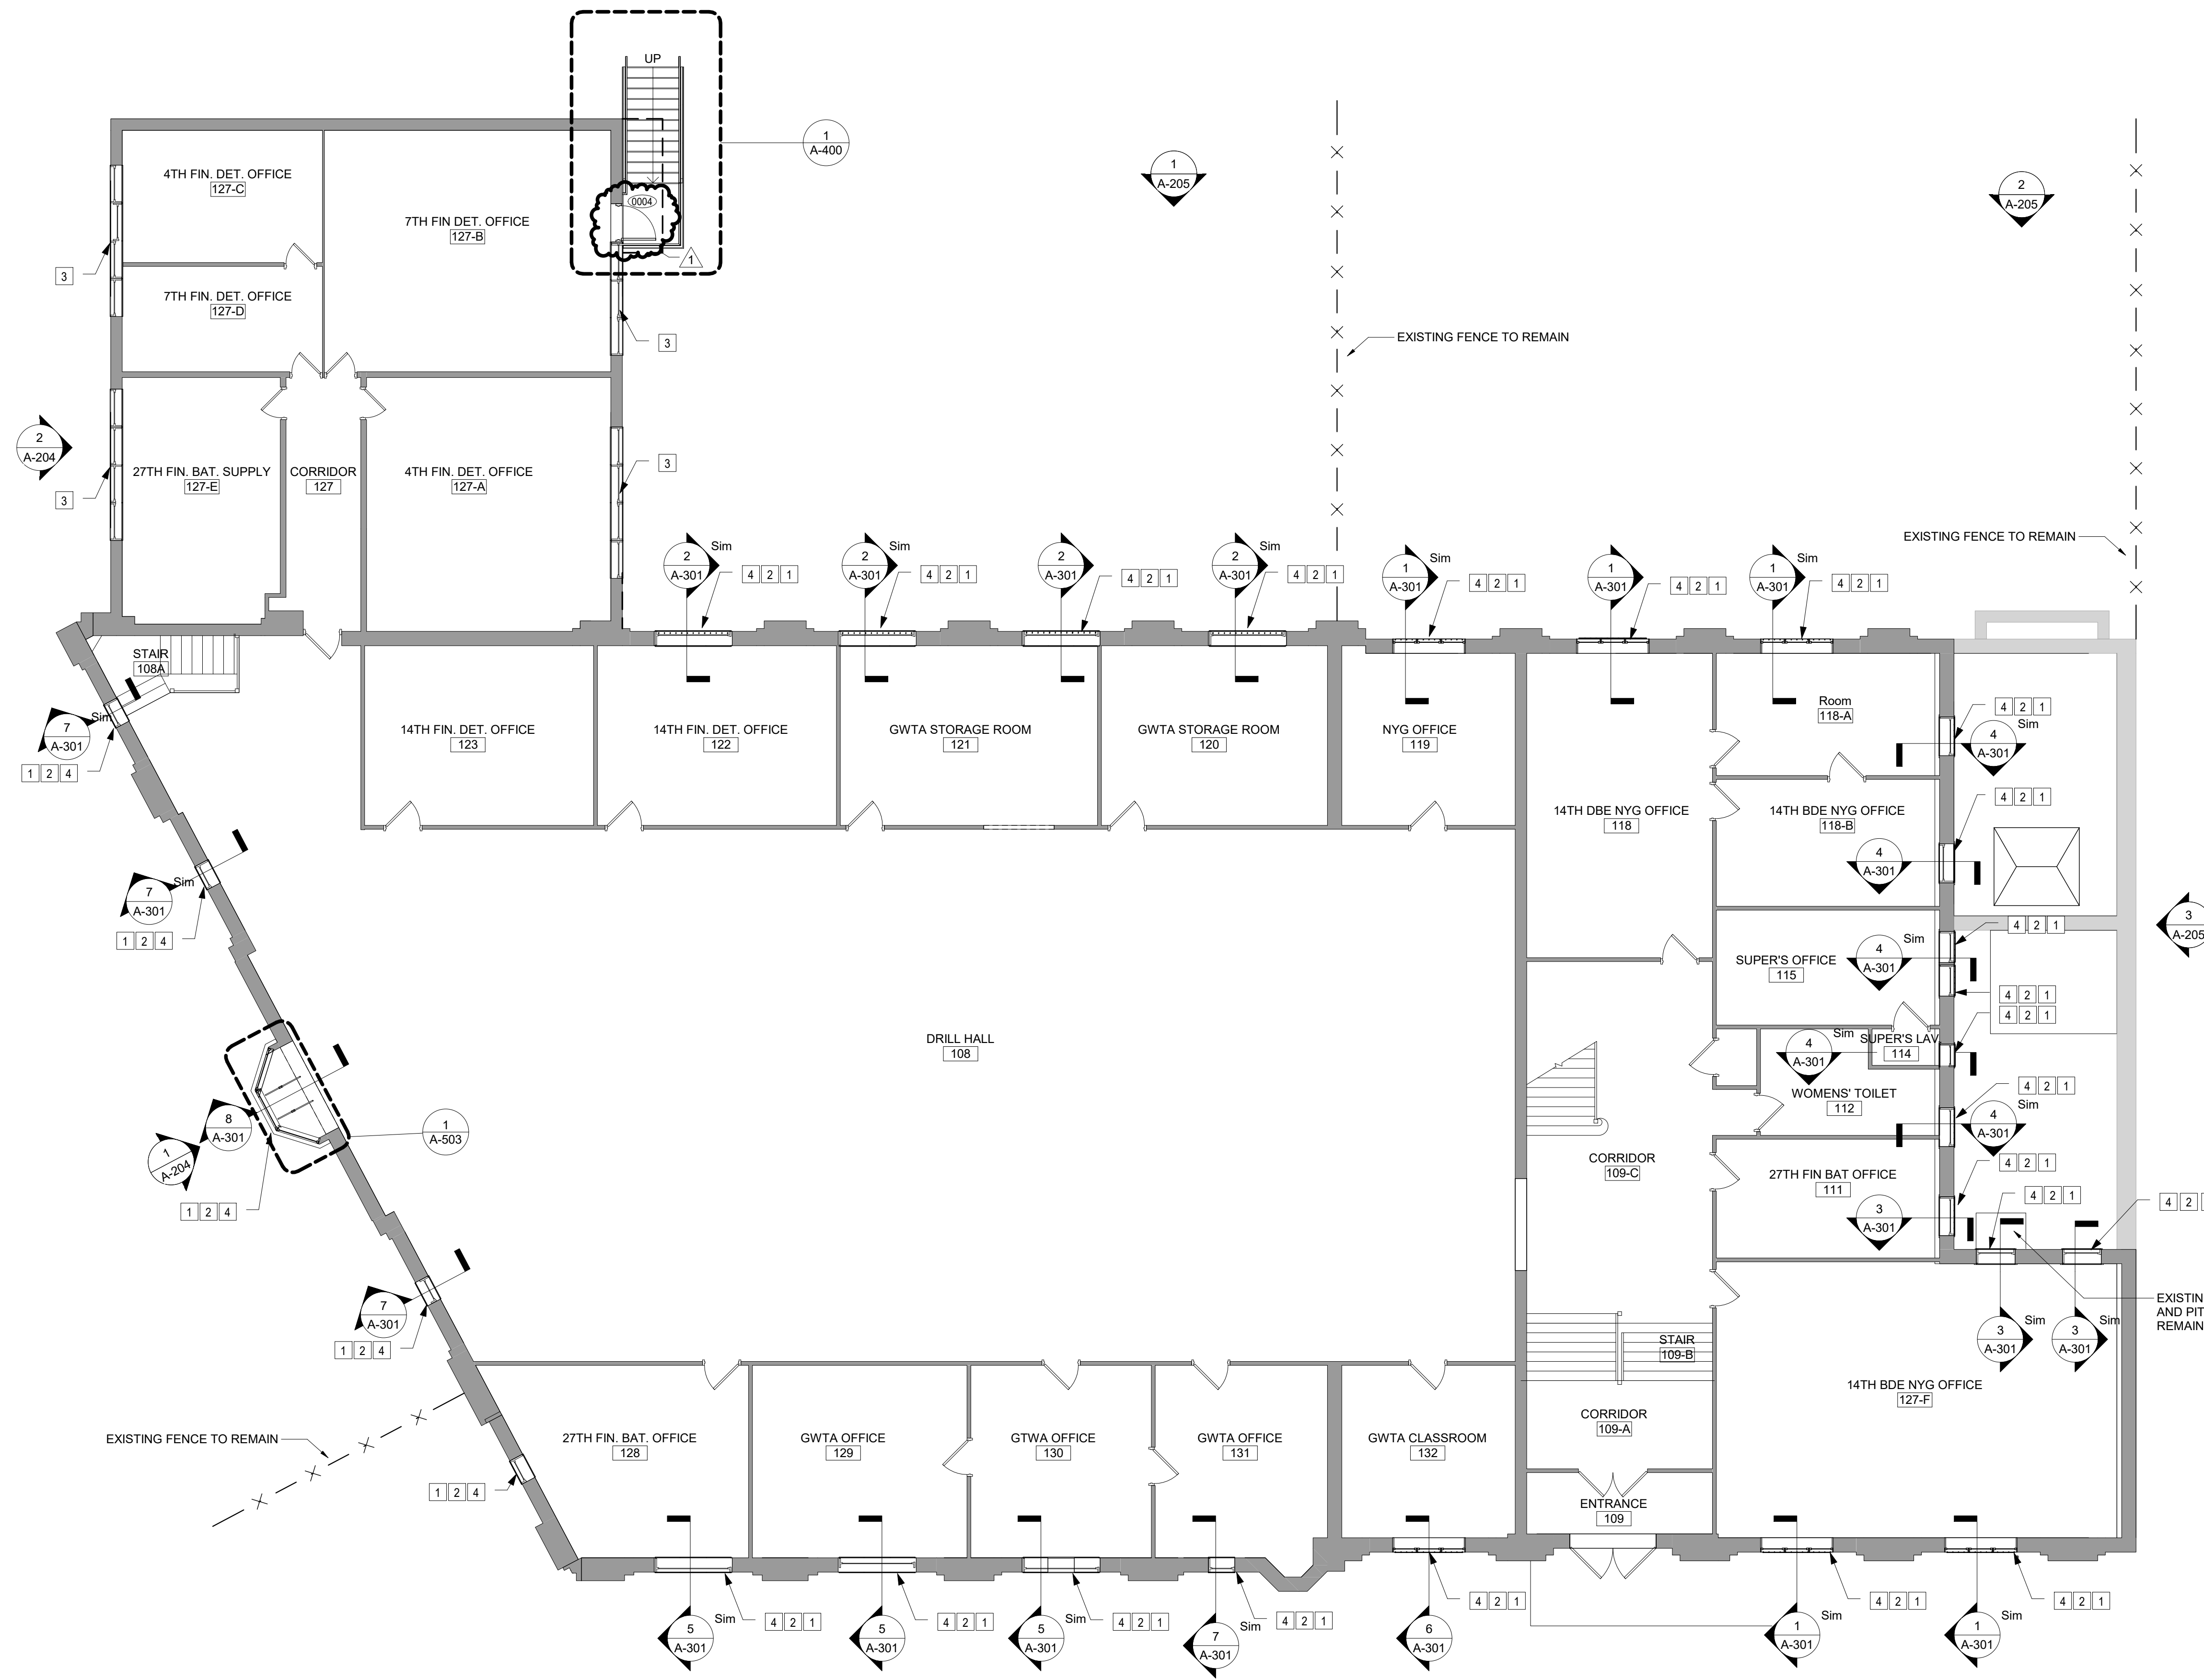 UP
1
A-400
1
A-205
2
A-205
4TH FIN. DET. OFFICE
127-C
7TH FIN DET. OFFICE
127-B
0004
1
3
7TH FIN. DET. OFFICE
127-D
3
EXISTING FENCE TO REMAIN
2
A-204
27TH FIN. BAT. SUPPLY
127-E
CORRIDOR
127
4TH FIN. DET. OFFICE
127-A
3
3
EXISTING FENCE TO REMAIN
2
A-301
Sim
4 2 1
2
A-301
Sim
4 2 1
2
A-301
4 2 1
2
A-301
Sim
4 2 1
1
A-301
Sim
4 2 1
1
A-301
4 2 1
1
A-301
Sim
4 2 1
STAIR
108A
7
A-301
Sim
1 2 4
14TH FIN. DET. OFFICE
123
14TH FIN. DET. OFFICE
122
GWTA STORAGE ROOM
121
GWTA STORAGE ROOM
120
NYG OFFICE
119
Room
118-A
4 2 1
Sim
4
A-301
14TH DBE NYG OFFICE
118
14TH BDE NYG OFFICE
118-B
4 2 1
4
A-301
7
A-301
Sim
1 2 4
3
A-205
4
A-301
Sim
4 2 1
SUPER'S OFFICE
115
4 2 1
4 2 1
DRILL HALL
108
4
A-301
Sim
SUPER'S LAV
114
WOMENS' TOILET
112
4 2 1
Sim
4
A-301
8
A-301
1
A-503
1
A-204
1 2 4
CORRIDOR
109-C
27TH FIN BAT OFFICE
111
4 2 1
3
A-301
4 2 1
4 2
7
A-301
1 2 4
EXISTIN
AND PIT
REMAIN
3
A-301
Sim
3
A-301
Sim
STAIR
109-B
14TH BDE NYG OFFICE
127-F
EXISTING FENCE TO REMAIN
27TH FIN. BAT. OFFICE
128
GWTA OFFICE
129
GTWA OFFICE
130
GWTA OFFICE
131
GWTA CLASSROOM
132
CORRIDOR
109-A
1 2 4
ENTRANCE
109
5
A-301
Sim
4 2 1
5
A-301
4 2 1
5
A-301
Sim
4 2 1
7
A-301
Sim
4 2 1
6
A-301
4 2 1
1
A-301
Sim
4 2 1
1
A-301
Sim
4 2 1